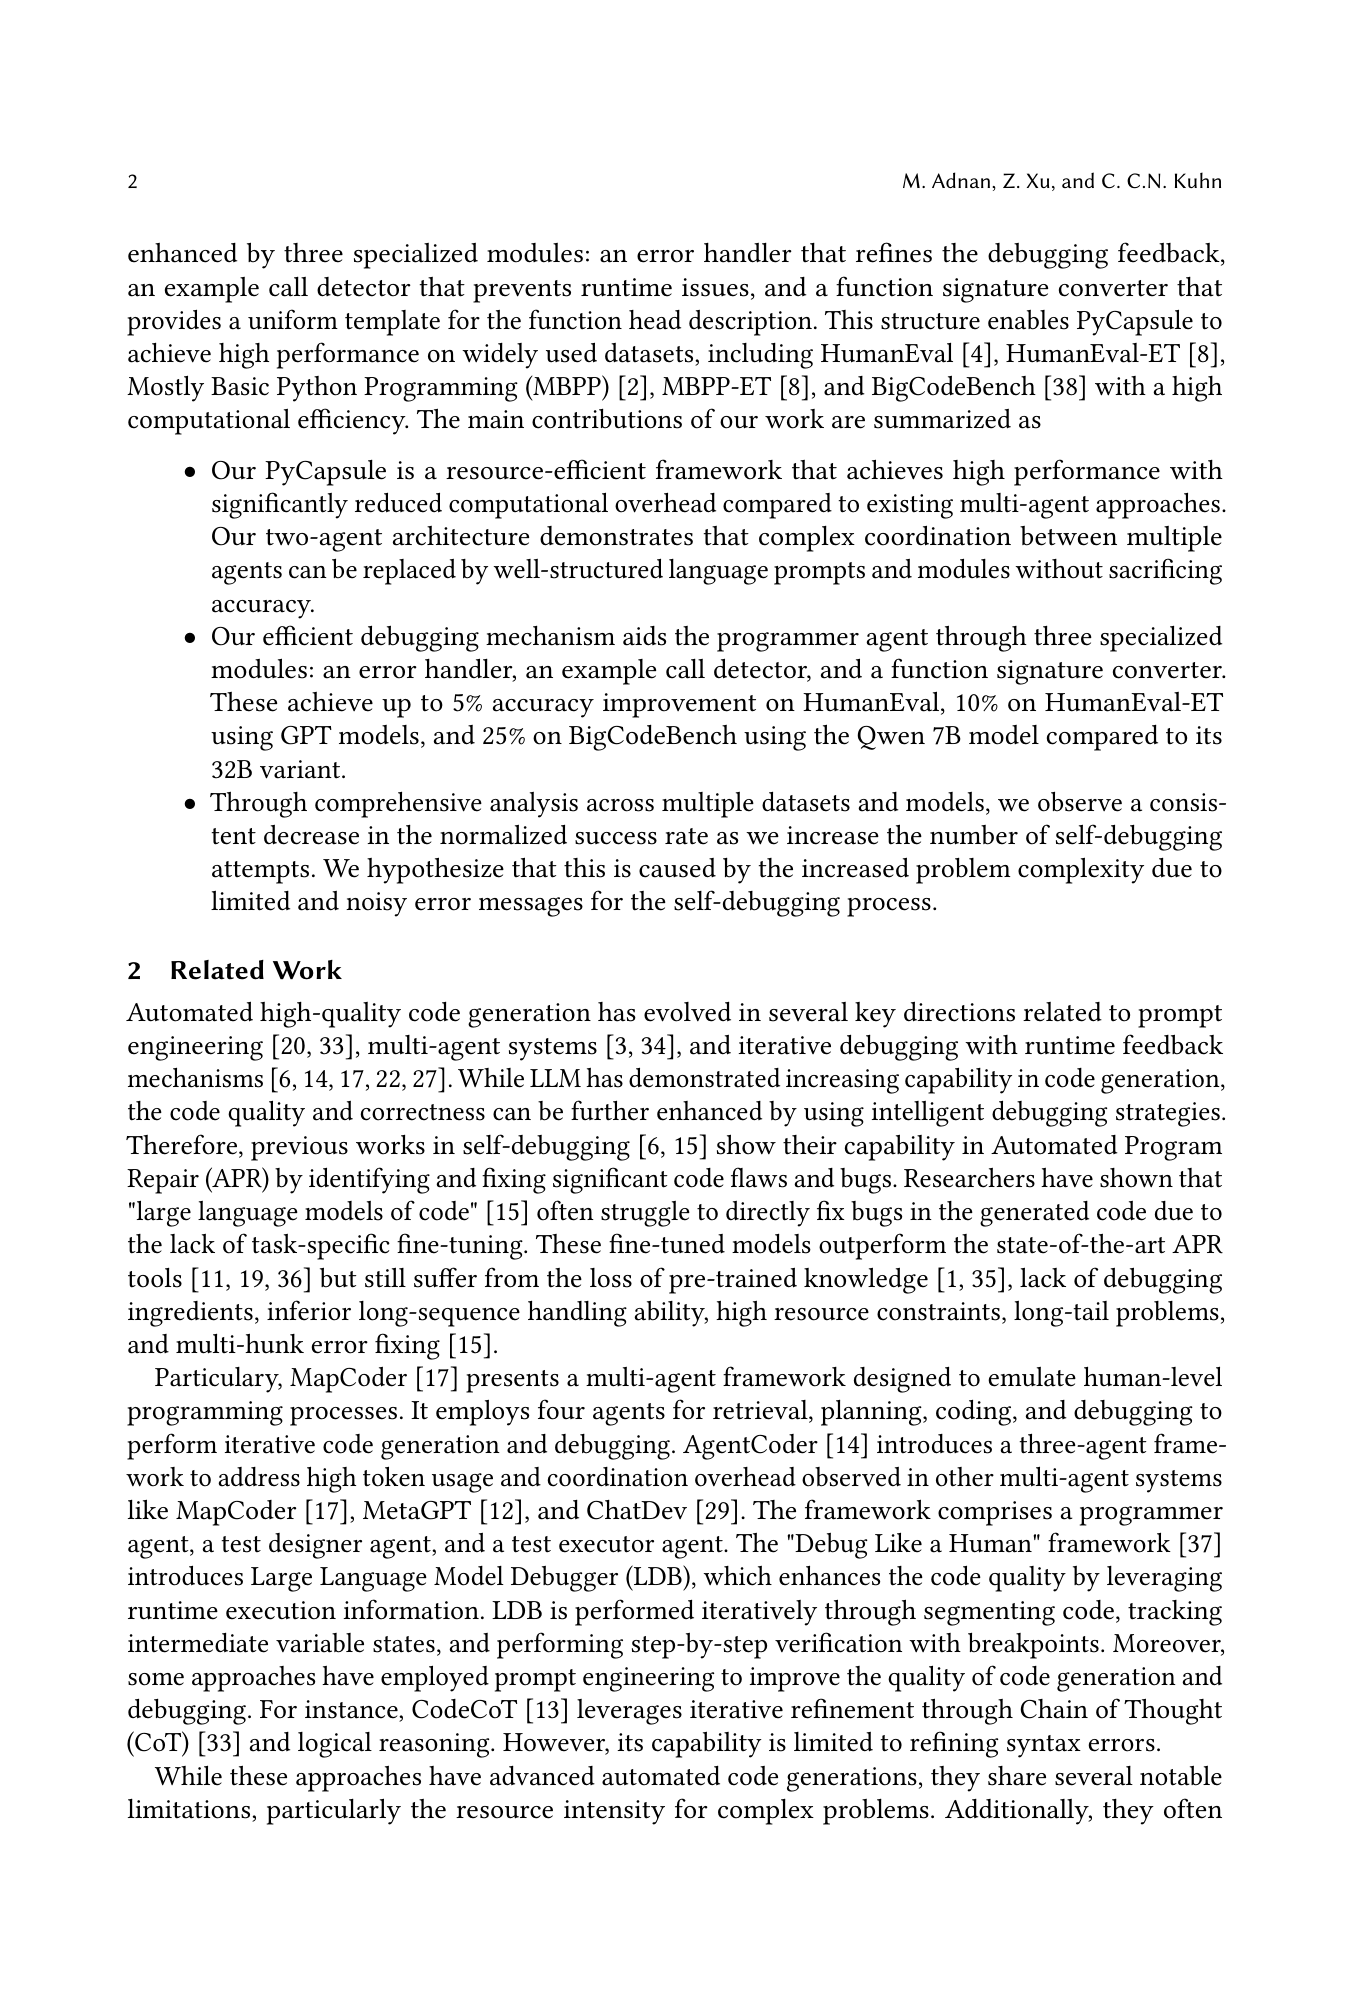 2
M. Adnan, Z. Xu, and C. C.N. Kuhn
enhanced by three specialized modules: an error handler that refines the debugging feedback,
an example call detector that prevents runtime issues, and a function signature converter that
provides a uniform template for the function head description. This structure enables PyCapsule to
achieve high performance on widely used datasets, including HumanEval [4], HumanEval-ET [8],
Mostly Basic Python Programming (MBPP) [2], MBPP-ET [8], and BigCodeBench [38] with a high
computational efficiency. The main contributions of our work are summarized as
• Our PyCapsule is a resource-efficient framework that achieves high performance with
significantly reduced computational overhead compared to existing multi-agent approaches.
Our two-agent architecture demonstrates that complex coordination between multiple
agents can be replaced by well-structured language prompts and modules without sacrificing
accuracy.
• Our efficient debugging mechanism aids the programmer agent through three specialized
modules: an error handler, an example call detector, and a function signature converter.
These achieve up to 5% accuracy improvement on HumanEval, 10% on HumanEval-ET
using GPT models, and 25% on BigCodeBench using the Qwen 7B model compared to its
32B variant.
• Through comprehensive analysis across multiple datasets and models, we observe a consis-
tent decrease in the normalized success rate as we increase the number of self-debugging
attempts. We hypothesize that this is caused by the increased problem complexity due to
limited and noisy error messages for the self-debugging process.
2 Related Work
Automated high-quality code generation has evolved in several key directions related to prompt
engineering [20, 33], multi-agent systems [3, 34], and iterative debugging with runtime feedback
mechanisms [6, 14, 17, 22, 27]. While LLM has demonstrated increasing capability in code generation,
the code quality and correctness can be further enhanced by using intelligent debugging strategies.
Therefore, previous works in self-debugging [6, 15] show their capability in Automated Program
Repair (APR) by identifying and fixing significant code flaws and bugs. Researchers have shown that
"large language models of code" [15] often struggle to directly fix bugs in the generated code due to
the lack of task-specific fine-tuning. These fine-tuned models outperform the state-of-the-art APR
tools [11, 19, 36] but still suffer from the loss of pre-trained knowledge [1, 35], lack of debugging
ingredients, inferior long-sequence handling ability, high resource constraints, long-tail problems,
and multi-hunk error fixing [15].
Particulary, MapCoder [17] presents a multi-agent framework designed to emulate human-level
programming processes. It employs four agents for retrieval, planning, coding, and debugging to
perform iterative code generation and debugging. AgentCoder [14] introduces a three-agent frame-
work to address high token usage and coordination overhead observed in other multi-agent systems
like MapCoder [17], MetaGPT [12], and ChatDev [29]. The framework comprises a programmer
agent, a test designer agent, and a test executor agent. The "Debug Like a Human" framework [37]
introduces Large Language Model Debugger (LDB), which enhances the code quality by leveraging
runtime execution information. LDB is performed iteratively through segmenting code, tracking
intermediate variable states, and performing step-by-step verification with breakpoints. Moreover,
some approaches have employed prompt engineering to improve the quality of code generation and
debugging. For instance, CodeCoT [13] leverages iterative refinement through Chain of Thought
(CoT) [33] and logical reasoning. However, its capability is limited to refining syntax errors.
While these approaches have advanced automated code generations, they share several notable
limitations, particularly the resource intensity for complex problems. Additionally, they often